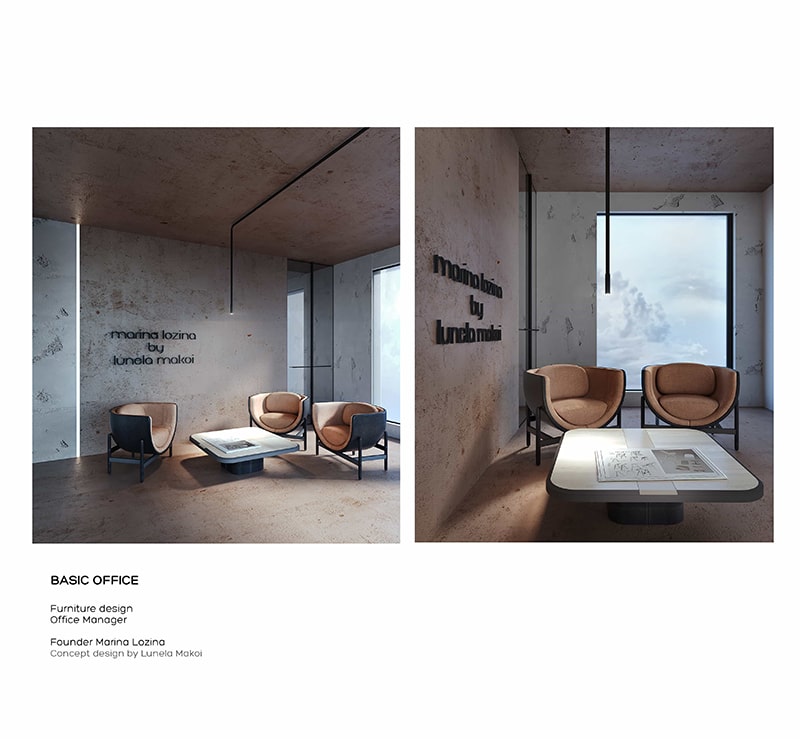 marina lozina
by
lunela makoi
marina lozina
by
lunela makoi
BASIC OFFICE
Furniture design
Office Manager
Founder Marina Lozina
Concept design by Lunela Makoi